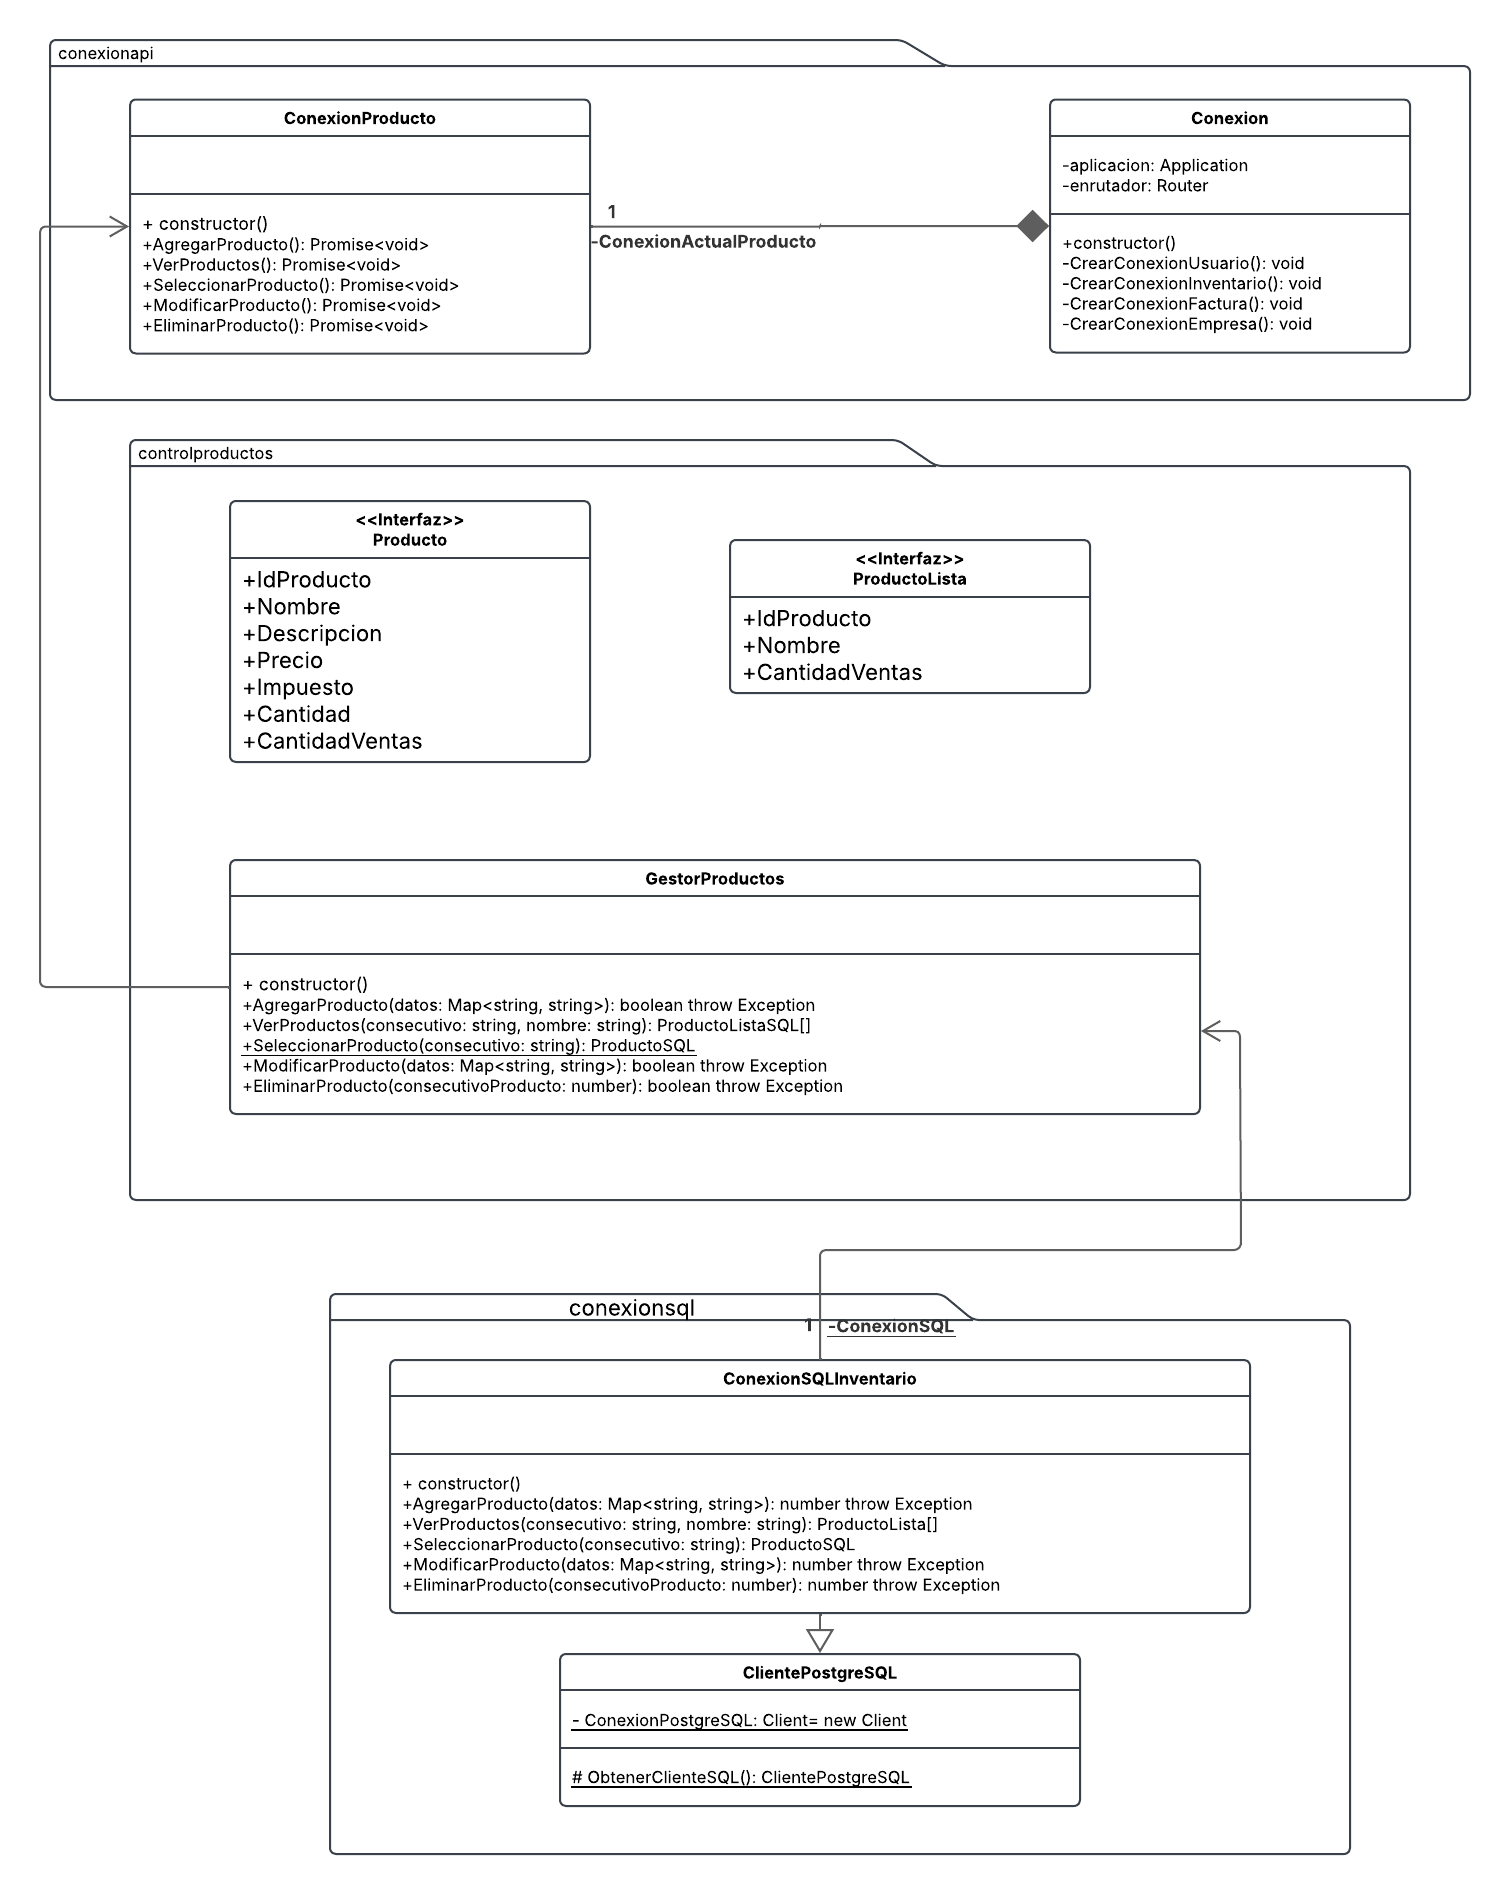 conexionapi
ConexionProducto
+ constructor()
+AgregarProducto(): Promise<void>
+VerProductos(): Promise<void>
+SeleccionarProducto(): Promise<void>
+ModificarProducto(): Promise<void>
+EliminarProducto(): Promise<void>
1
-ConexionActualProducto
Conexion
-aplicacion: Application
-enrutador: Router
+constructor()
-CrearConexionUsuario(): void
-CrearConexionInventario(): void
-CrearConexionFactura(): void
-CrearConexionEmpresa(): void
controlproductos
<<Interfaz>>
Producto
+IdProducto
+Nombre
+Descripcion
+Precio
+Impuesto
+Cantidad
+CantidadVentas
<<Interfaz>>
ProductoLista
+IdProducto
+Nombre
+CantidadVentas
GestorProductos
+ constructor()
+AgregarProducto(datos: Map<string, string>): boolean throw Exception
+VerProductos(consecutivo: string, nombre: string): ProductoListaSQL[]
+SeleccionarProducto(consecutivo: string): ProductoSQL
+ModificarProducto(datos: Map<string, string>): boolean throw Exception
+EliminarProducto(consecutivoProducto: number): boolean throw Exception
conexionsql
1
-ConexionSQL
ConexionSQLInventario
+ constructor()
+AgregarProducto(datos: Map<string, string>): number throw Exception
+VerProductos(consecutivo: string, nombre: string): ProductoLista[]
+SeleccionarProducto(consecutivo: string): ProductoSQL
+ModificarProducto(datos: Map<string, string>): number throw Exception
+EliminarProducto(consecutivoProducto: number): number throw Exception
ClientePostgreSQL
- ConexionPostgreSQL: Client= new Client
# ObtenerClienteSQL(): ClientePostgreSQL